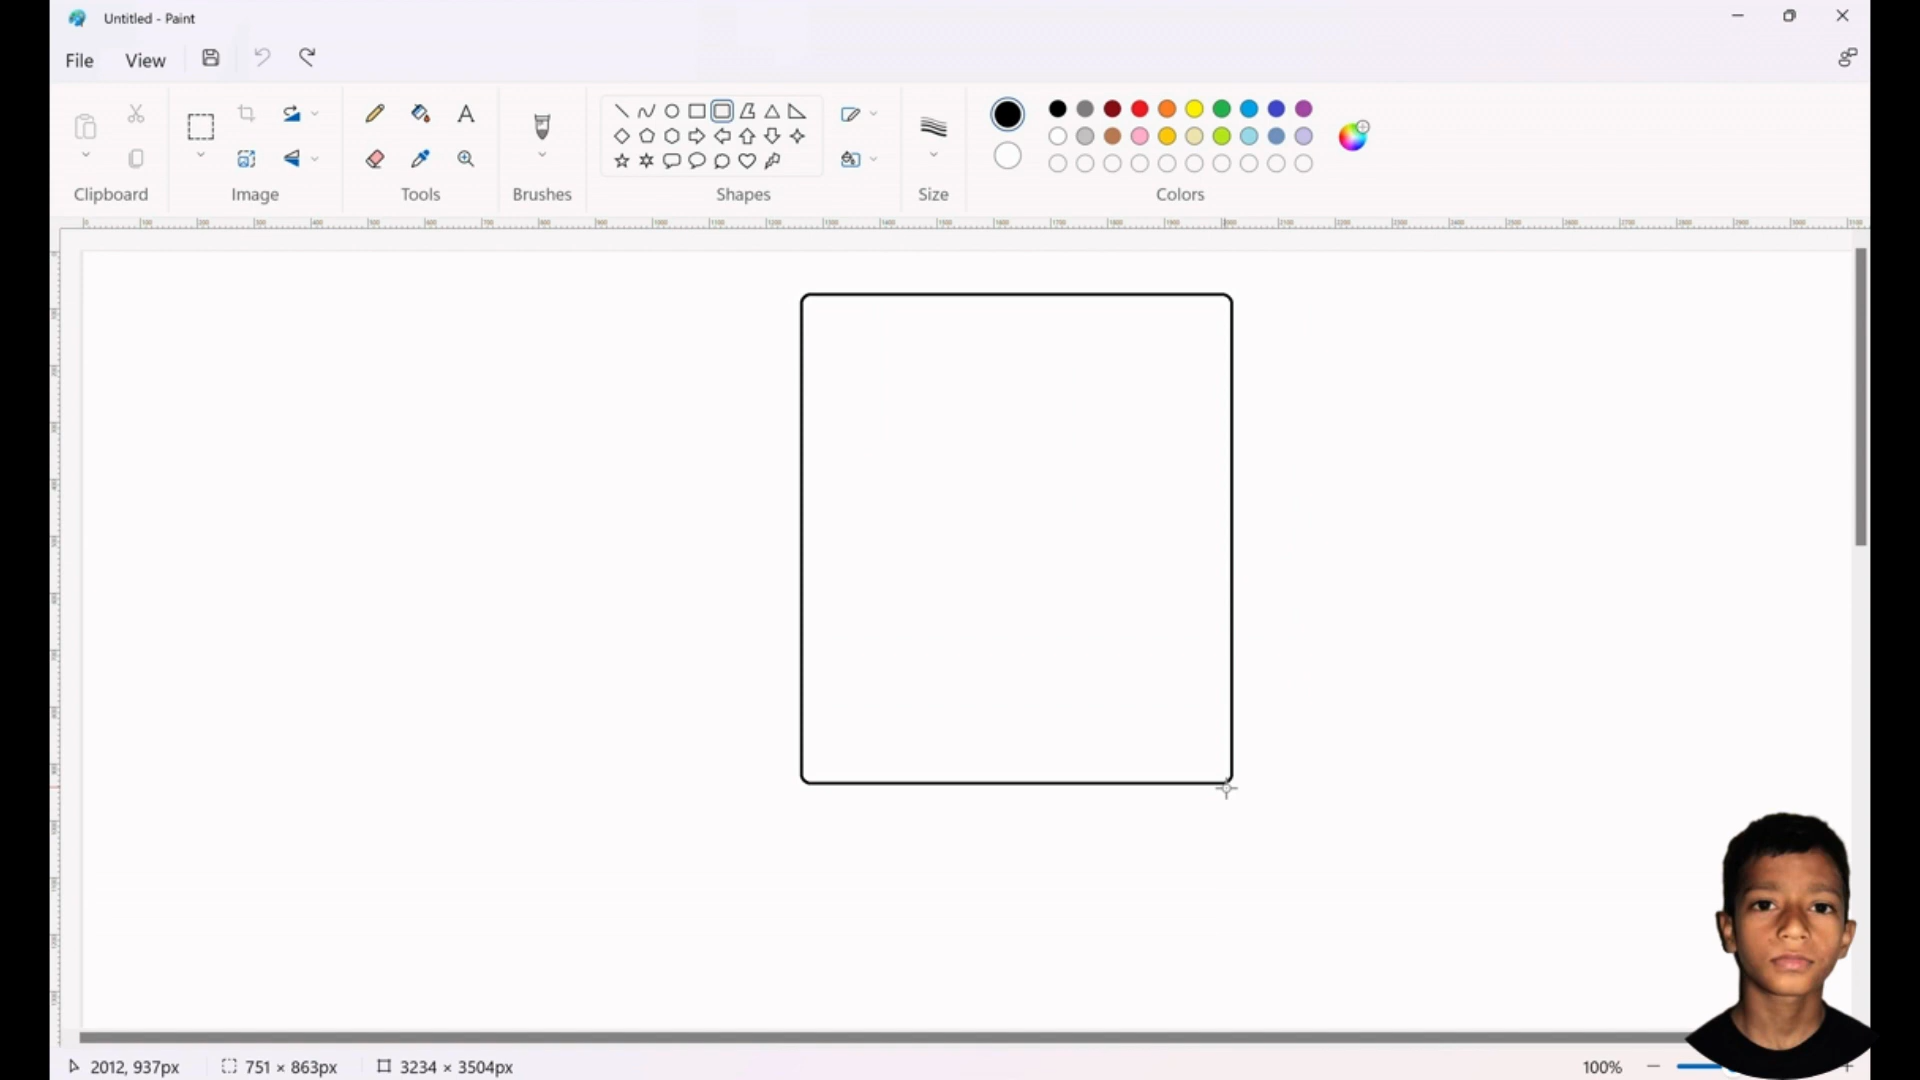 Untitled - Paint
File View
Clipboard Image Tools Brushes Shapes Size Colors
2012, 937px 751 × 863px 3234 × 3504px 100%